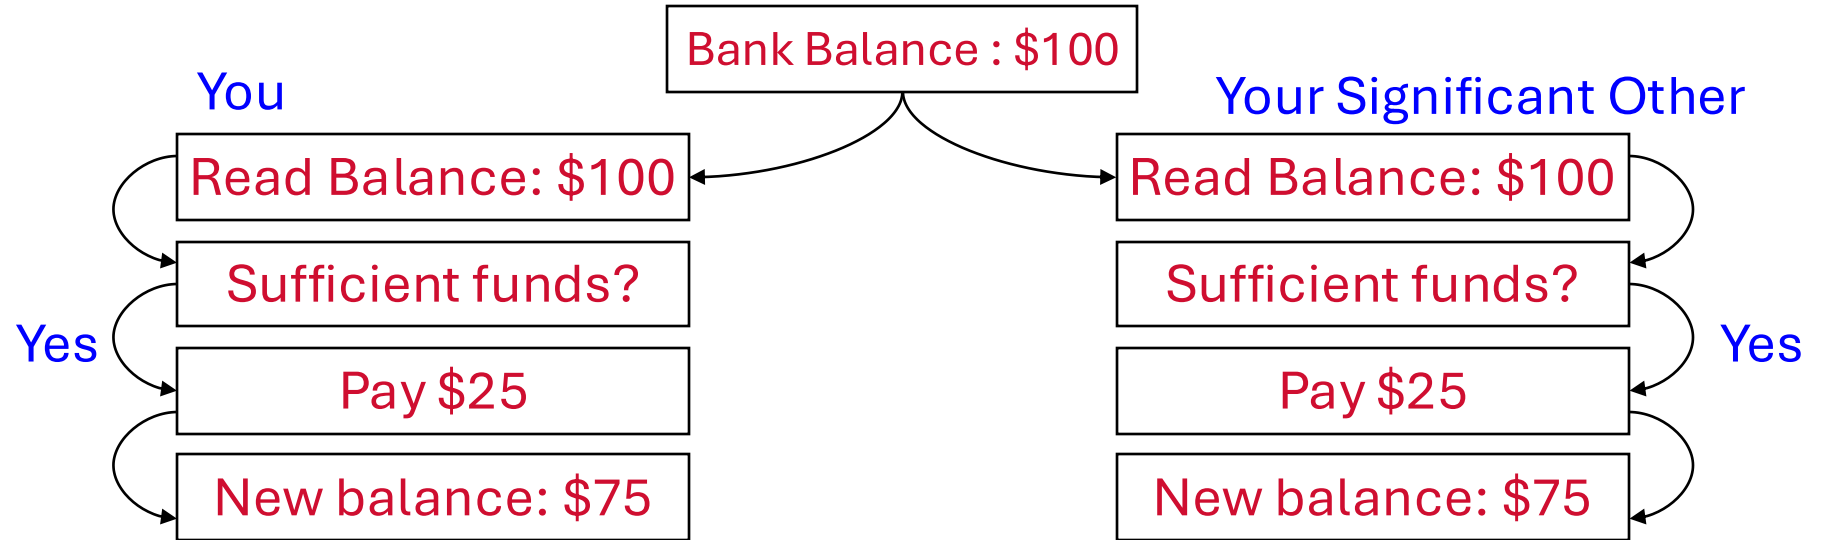 Bank Balance : $100
You
Your Significant Other
Read Balance: $100
Read Balance: $100
Sufficient funds?
Sufficient funds?
Yes
Yes
Pay $25
Pay $25
New balance: $75
New balance: $75